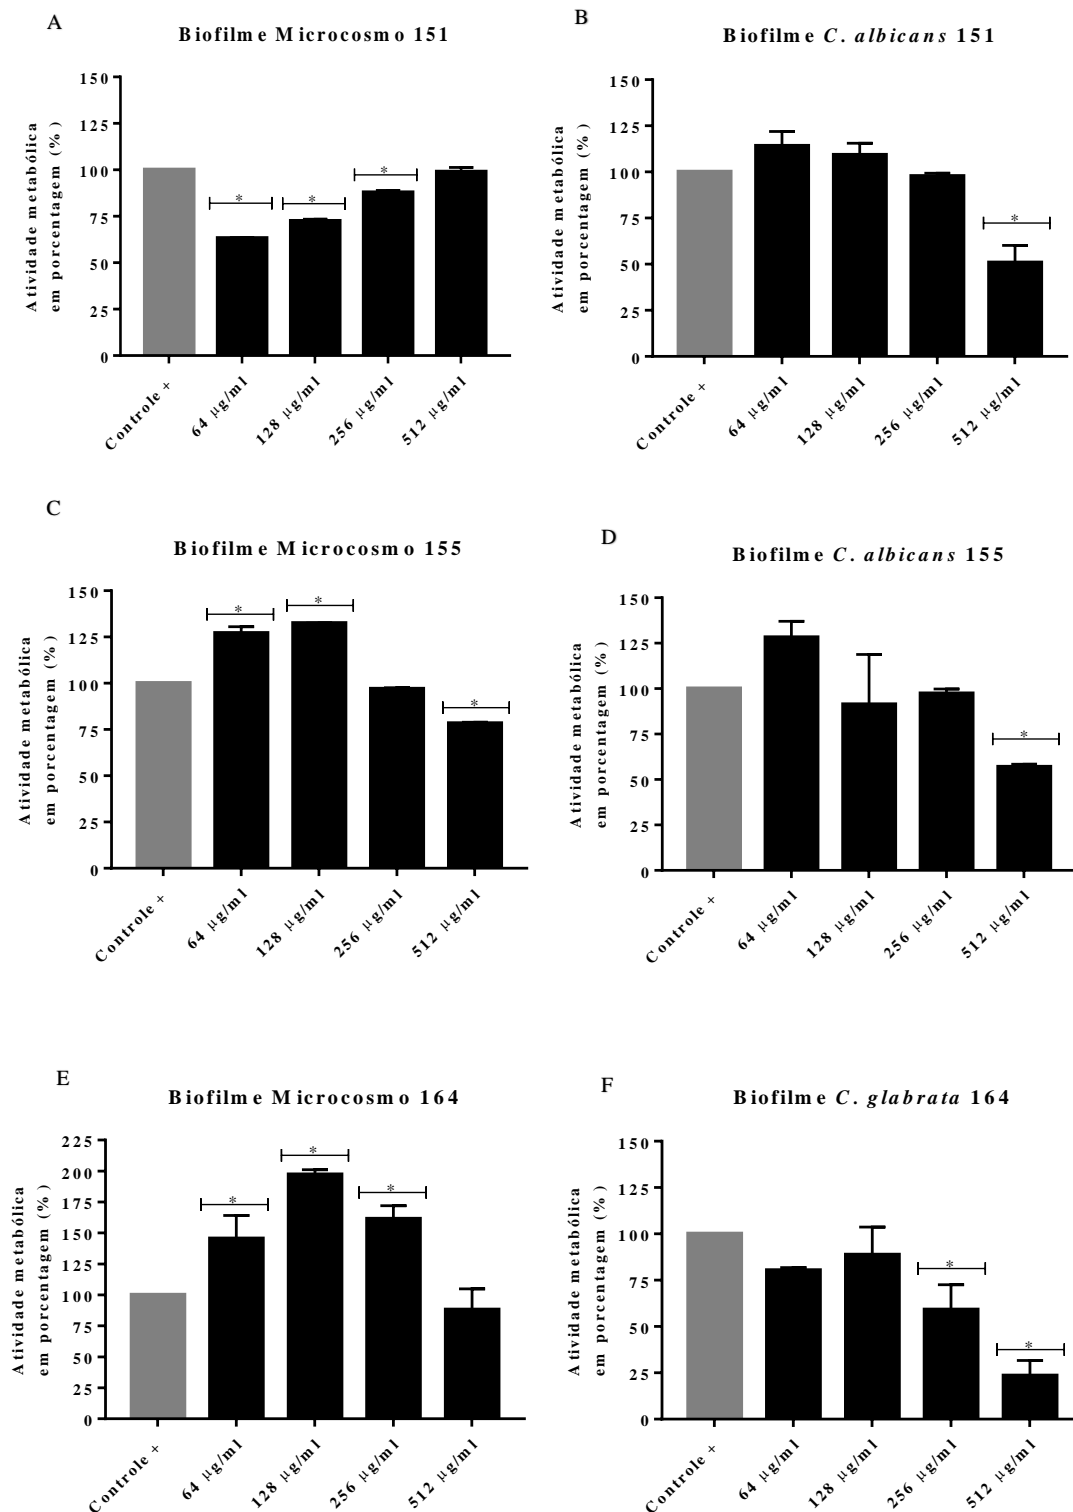 A
Biofilme Microcosmo 151
Atividade metabólica
em porcentagem (%)
150
125
100
75
50
25
0
*
*
*
Controle +
64 µg/ml
128 µg/ml
256 µg/ml
512 µg/ml
B
Biofilme C. albicans 151
Atividade metabólica
em porcentagem (%)
150
125
100
75
50
25
0
*
Controle +
64 µg/ml
128 µg/ml
256 µg/ml
512 µg/ml
C
Biofilme Microcosmo 155
Atividade metabólica
em porcentagem (%)
150
125
100
75
50
25
0
*
*
*
Controle +
64 µg/ml
128 µg/ml
256 µg/ml
512 µg/ml
D
Biofilme C. albicans 155
Atividade metabólica
em porcentagem (%)
150
125
100
75
50
25
0
*
Controle +
64 µg/ml
128 µg/ml
256 µg/ml
512 µg/ml
E
Biofilme Microcosmo 164
Atividade metabólica
em porcentagem (%)
225
200
175
150
125
100
75
50
25
0
*
*
*
Controle +
64 µg/ml
128 µg/ml
256 µg/ml
512 µg/ml
F
Biofilme C. glabrata 164
Atividade metabólica
em porcentagem (%)
150
125
100
75
50
25
0
*
*
Controle +
64 µg/ml
128 µg/ml
256 µg/ml
512 µg/ml